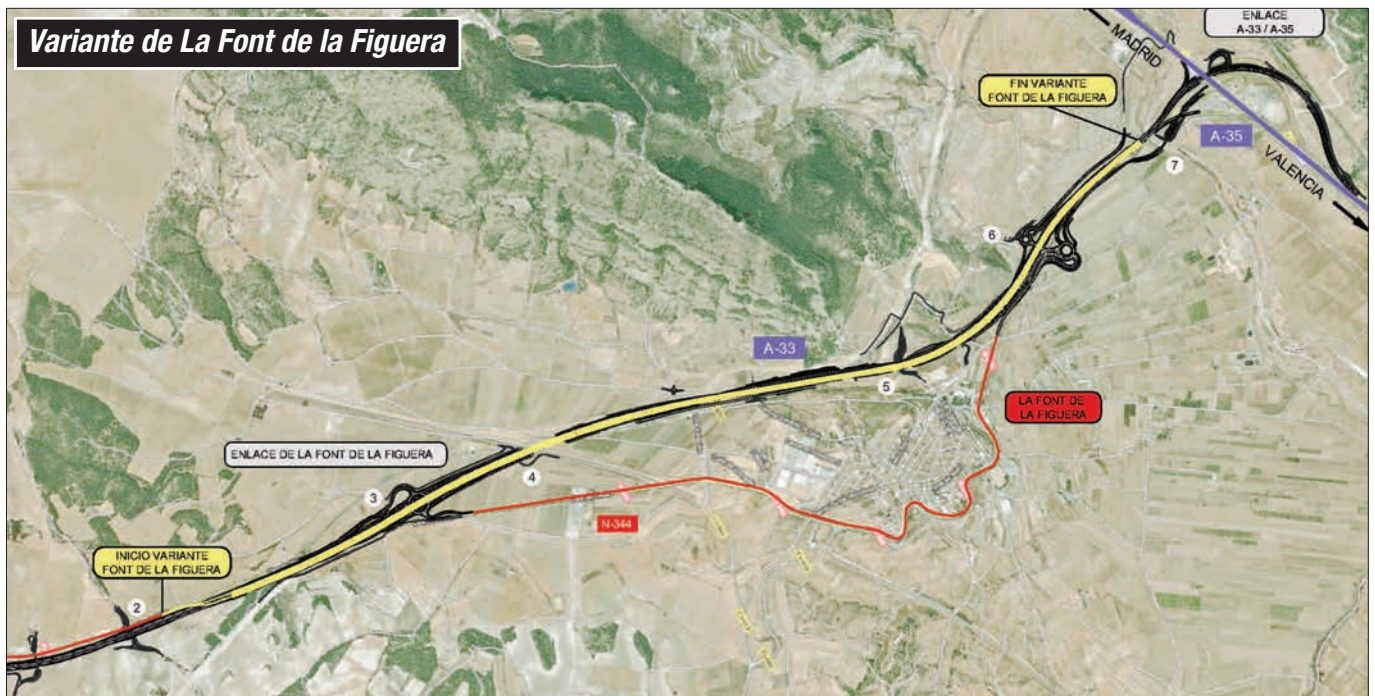 Variante de La Font de la Figuera
ENLACE
A-33 / A-35
MADRID
FIN VARIANTE
FONT DE LA FIGUERA
A-35
7
VALENCIA
6
A-33
5
LA FONT DE
LA FIGUERA
ENLACE DE LA FONT DE LA FIGUERA
4
3
N-344
INICIO VARIANTE
FONT DE LA FIGUERA
2